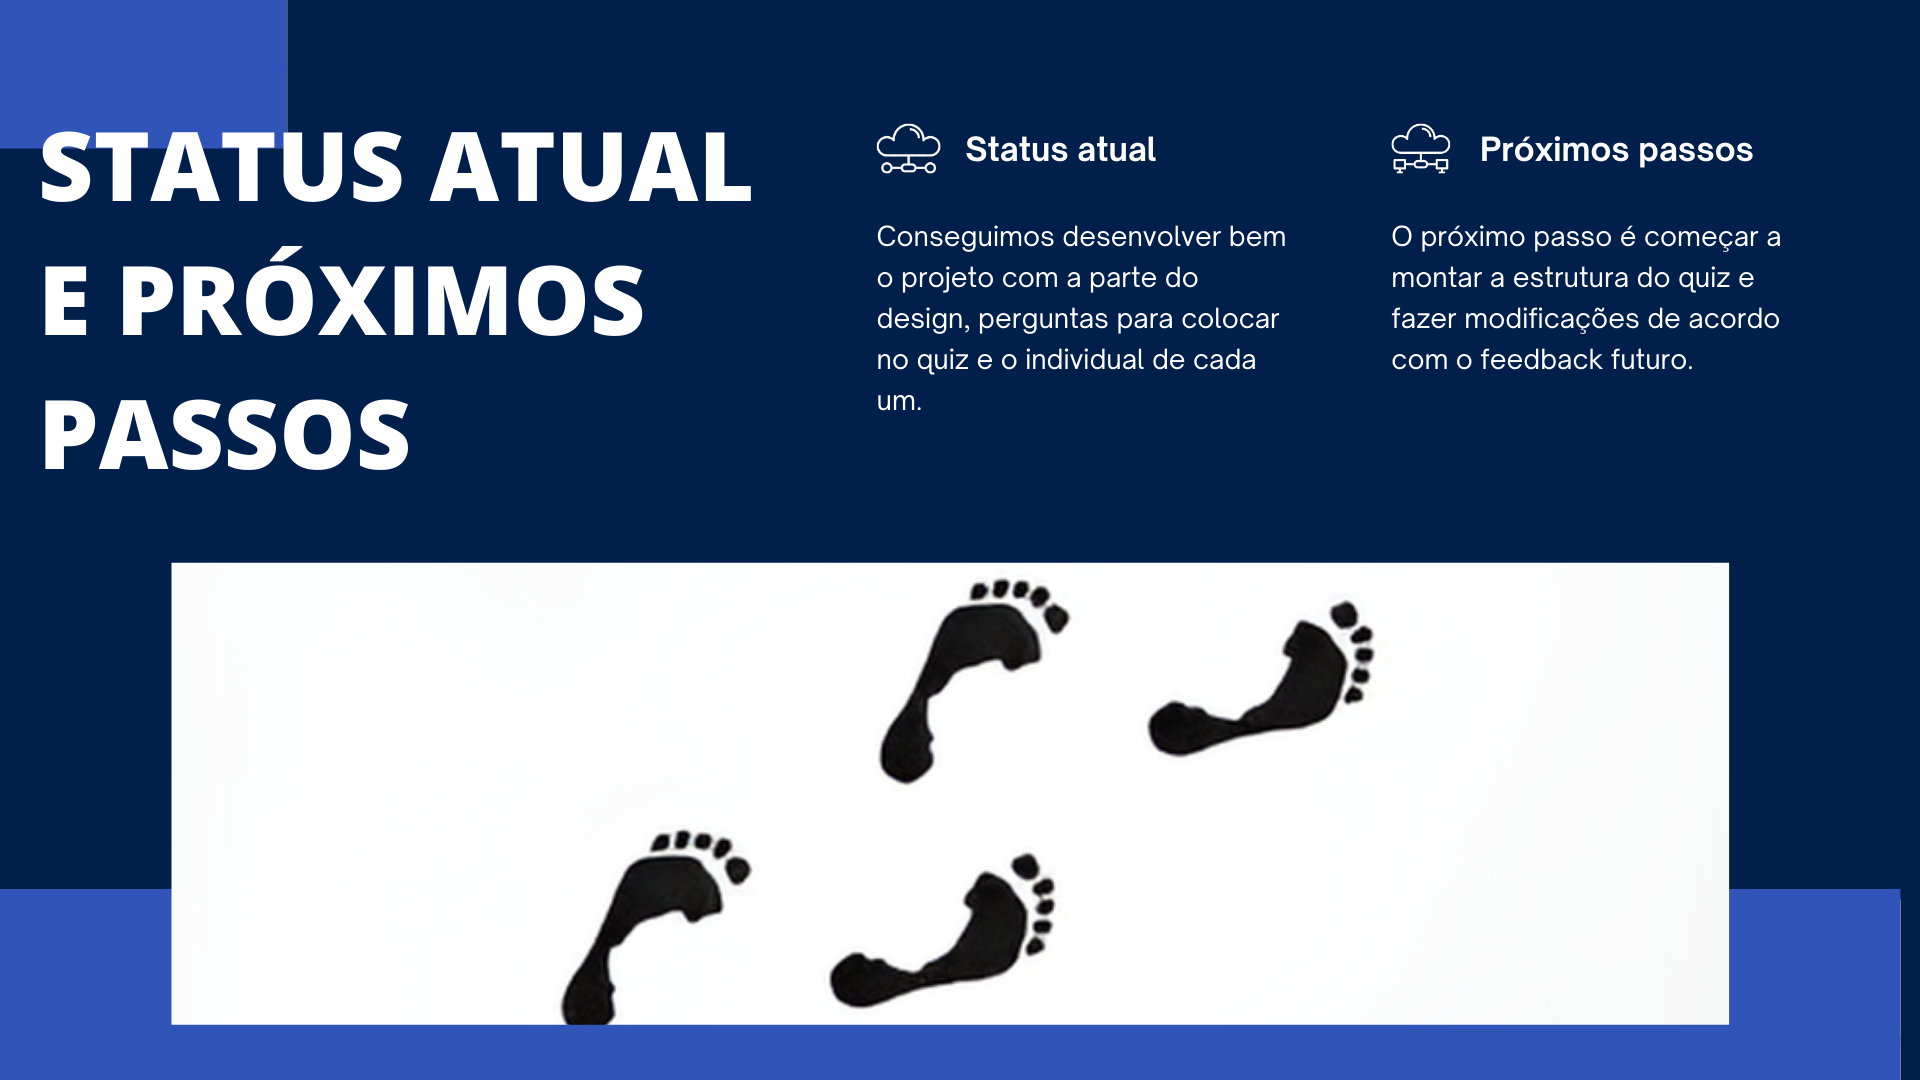 STATUS ATUAL
E PRÓXIMOS
PASSOS
Status atual
Conseguimos desenvolver bem
o projeto com a parte do
design, perguntas para colocar
no quiz e o individual de cada
um.
Próximos passos
O próximo passo é começar a
montar a estrutura do quiz e
fazer modificações de acordo
com o feedback futuro.